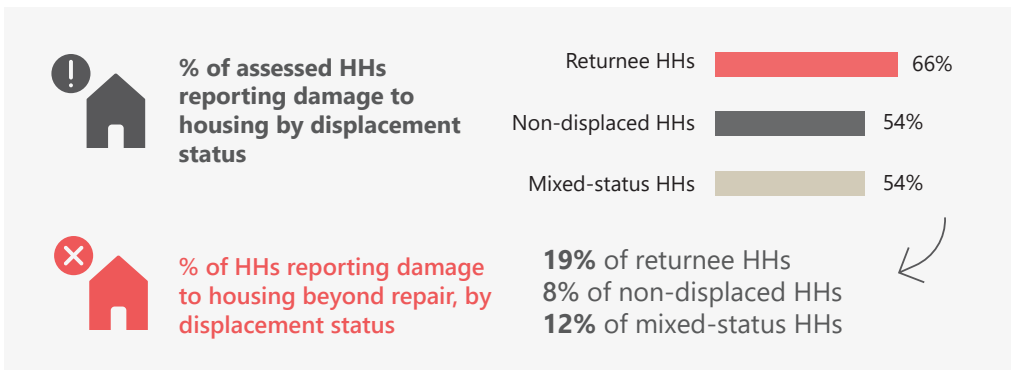 % of assessed HHs
reporting damage to
housing by displacement
status
Returnee HHs 66%
Non-displaced HHs 54%
Mixed-status HHs 54%
% of HHs reporting damage
to housing beyond repair, by
displacement status
19% of returnee HHs
8% of non-displaced HHs
12% of mixed-status HHs